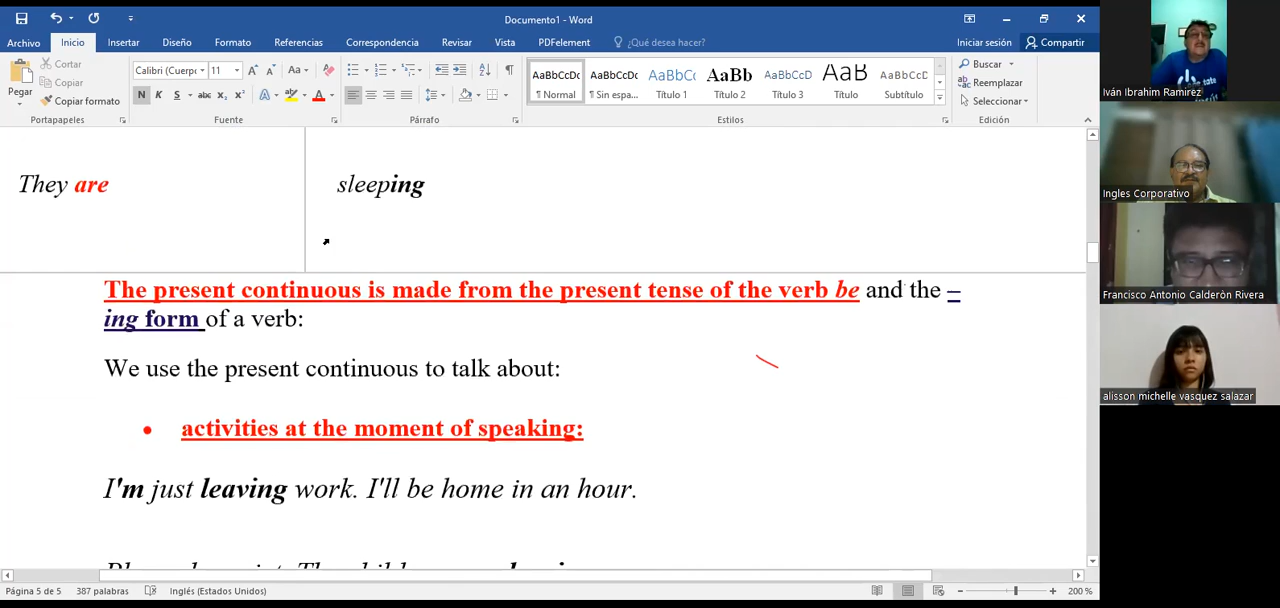 Documento1 - Word
Archivo Inicio Insertar Diseño Formato Referencias Correspondencia Revisar Vista PDFelement ¿Qué desea hacer? Iniciar sesión Compartir
Pegar
Cortar
Copiar
Copiar formato
Portapapeles
Calibri (Cuerpo 11
N K S abc x₂ x²
Fuente
Párrafo
AaBbCcDc AaBbCcDc AaBbCc AaBb AaBbCcD AaB AaBbCcD
¶ Normal ¶ Sin espa... Título 1 Título 2 Título 3 Título Subtítulo
Estilos
Buscar
Reemplazar
Seleccionar
Edición
They are sleeping
The present continuous is made from the present tense of the verb be and the –
ing form of a verb:
We use the present continuous to talk about:
• activities at the moment of speaking:
I'm just leaving work. I'll be home in an hour.
Página 5 de 5 387 palabras Inglés (Estados Unidos) 200 %
Iván Ibrahim Ramirez
Ingles Corporativo
Francisco Antonio Calderòn Rivera
alisson michelle vasquez salazar